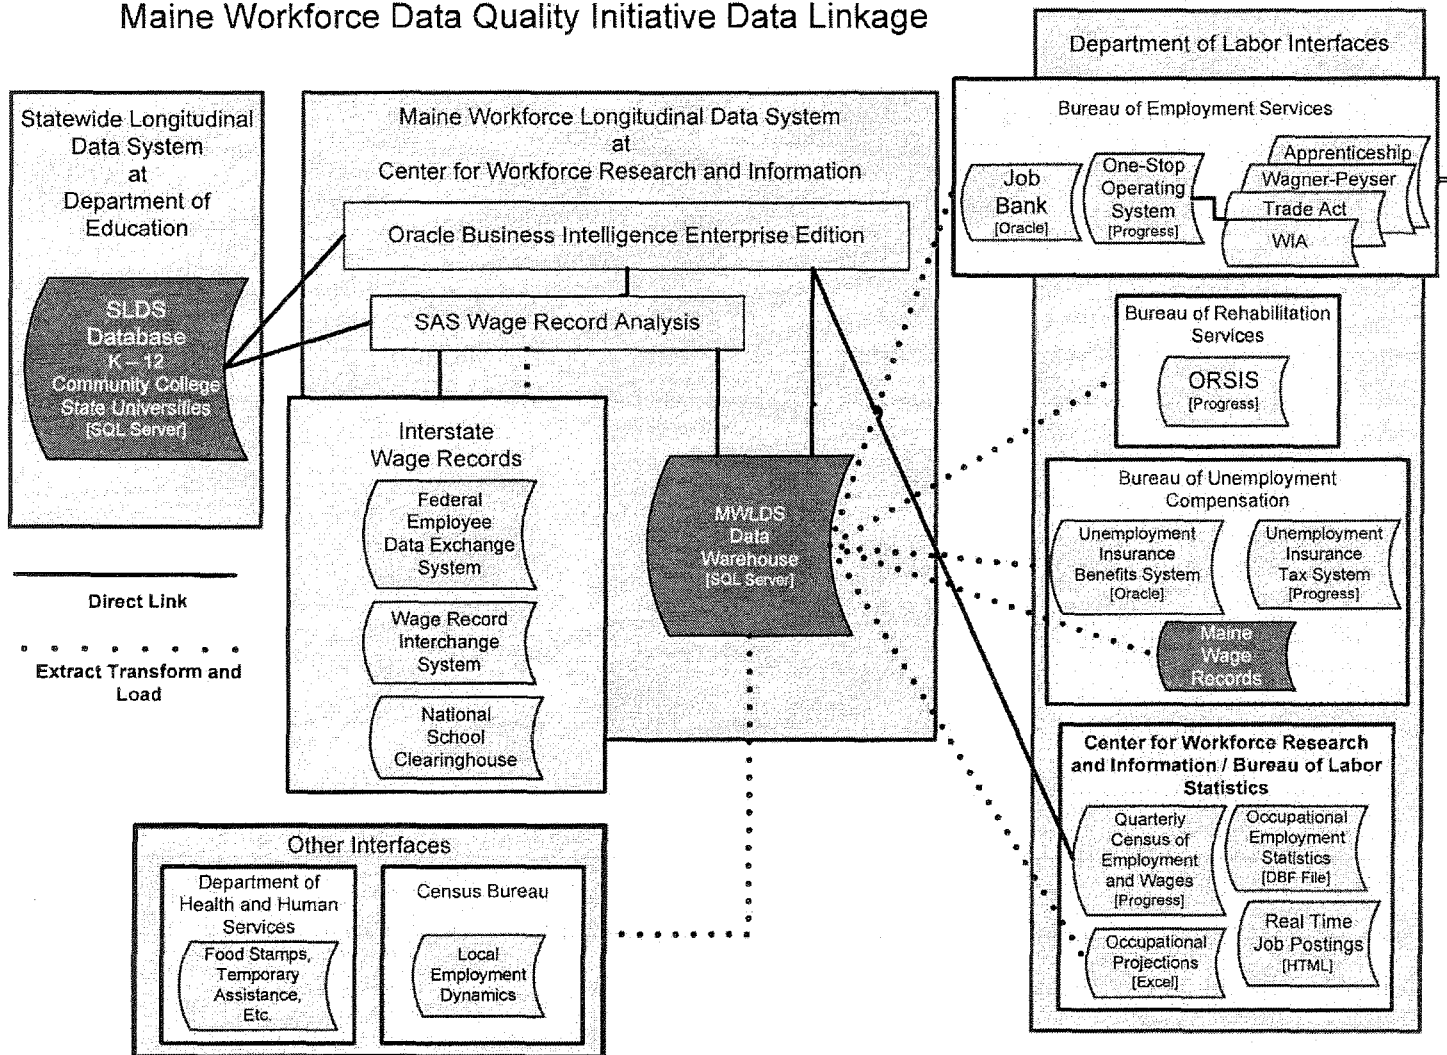 Maine Workforce Data Quality Initiative Data Linkage
Statewide Longitudinal
Data System
at
Department of
Education
SLDS
Database
K – 12
Community College
State Universities
[SQL Server]
Direct Link
Extract Transform and
Load
Maine Workforce Longitudinal Data System
at
Center for Workforce Research and Information
Oracle Business Intelligence Enterprise Edition
SAS Wage Record Analysis
Interstate
Wage Records
Federal
Employee
Data Exchange
System
Wage Record
Interchange
System
National
School
Clearinghouse
MWLDS
Data
Warehouse
[SQL Server]
Other Interfaces
Department of
Health and Human
Services
Food Stamps,
Temporary
Assistance,
Etc.
Census Bureau
Local
Employment
Dynamics
Department of Labor Interfaces
Bureau of Employment Services
Job
Bank
[Oracle]
One-Stop
Operating
System
[Progress]
Apprenticeship
Wagner-Peyser
Trade Act
WIA
Bureau of Rehabilitation
Services
ORSIS
[Progress]
Bureau of Unemployment
Compensation
Unemployment
Insurance
Benefits System
[Oracle]
Unemployment
Insurance
Tax System
[Progress]
Maine
Wage
Records
Center for Workforce Research
and Information / Bureau of Labor
Statistics
Quarterly
Census of
Employment
and Wages
[Progress]
Occupational
Employment
Statistics
[DBF File]
Occupational
Projections
[Excel]
Real Time
Job Postings
[HTML]